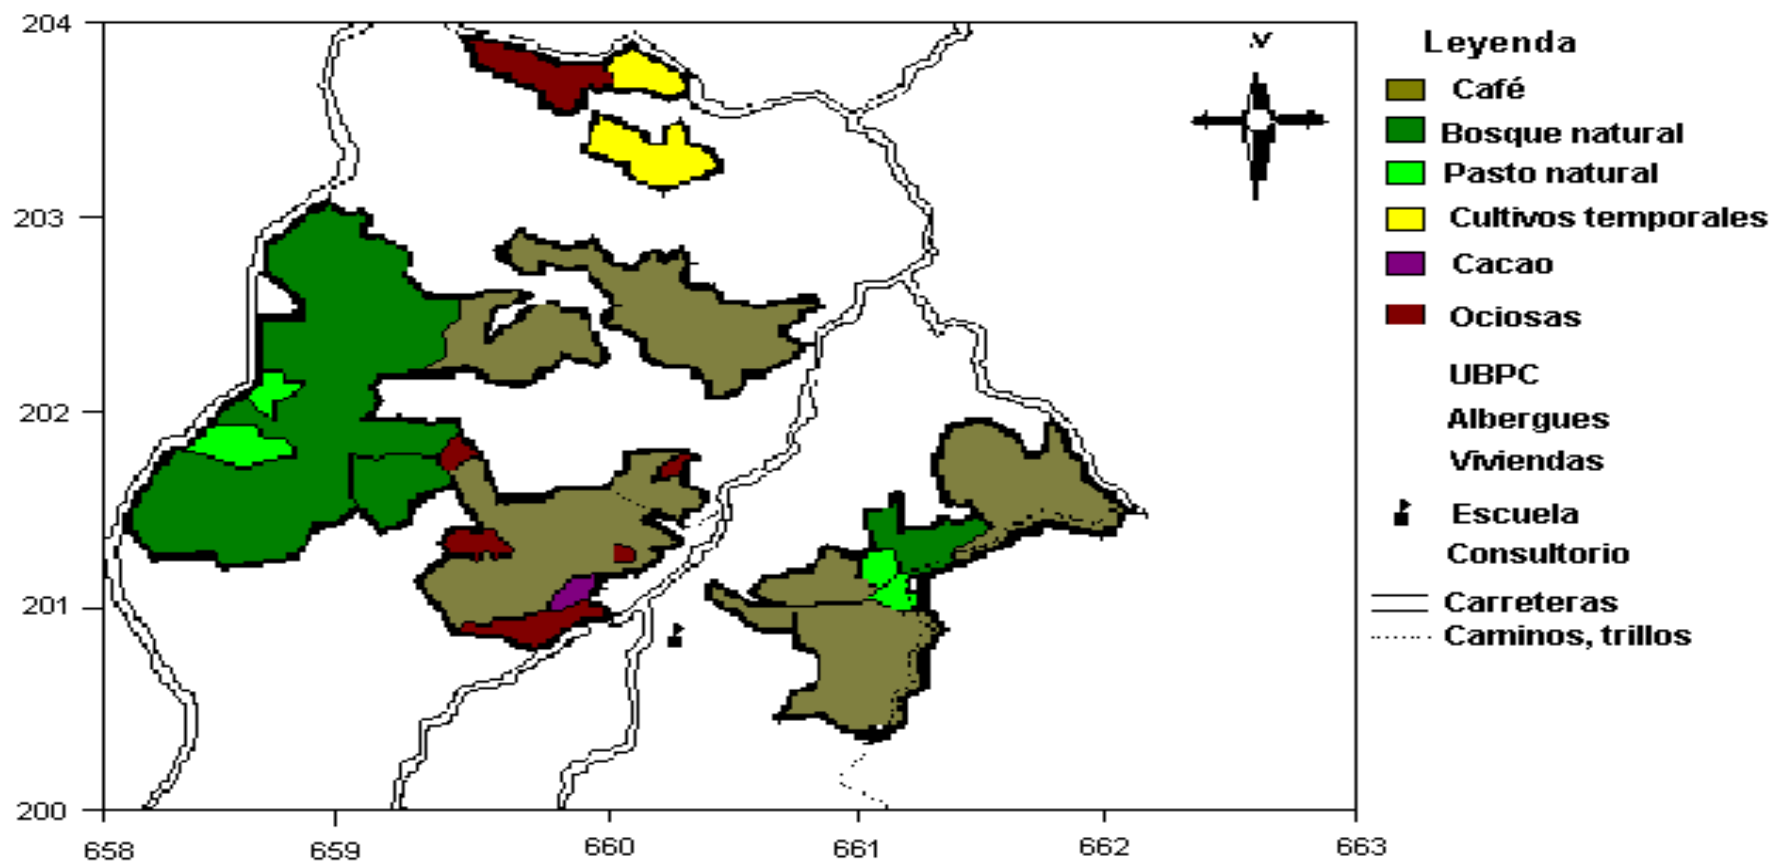 204
203
202
201
200
658 659 660 661 662 663
N
Leyenda
Café
Bosque natural
Pasto natural
Cultivos temporales
Cacao
Ociosas
UBPC
Albergues
Viviendas
Escuela
Consultorio
Carreteras
Caminos, trillos